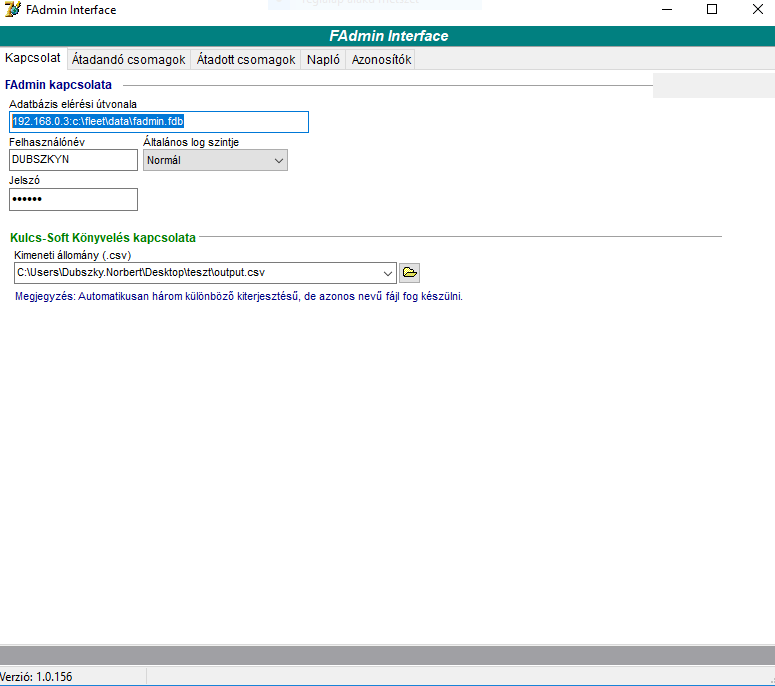 FAdmin Interface
FAdmin Interface
Kapcsolat Átadandó csomagok Átadott csomagok Napló Azonosítók
FAdmin kapcsolata
Adatbázis elérési útvonala
192.168.0.3:c:\fleet\data\fadmin.fdb
Felhasználónév Általános log szintje
DUBSZKYN Normál
Jelszó
••••••
Kulcs-Soft Könyvelés kapcsolata
Kimeneti állomány (.csv)
C:\Users\Dubszky.Norbert\Desktop\teszt\output.csv
Megjegyzés: Automatikusan három különböző kiterjesztésű, de azonos nevű fájl fog készülni.
Verzió: 1.0.156